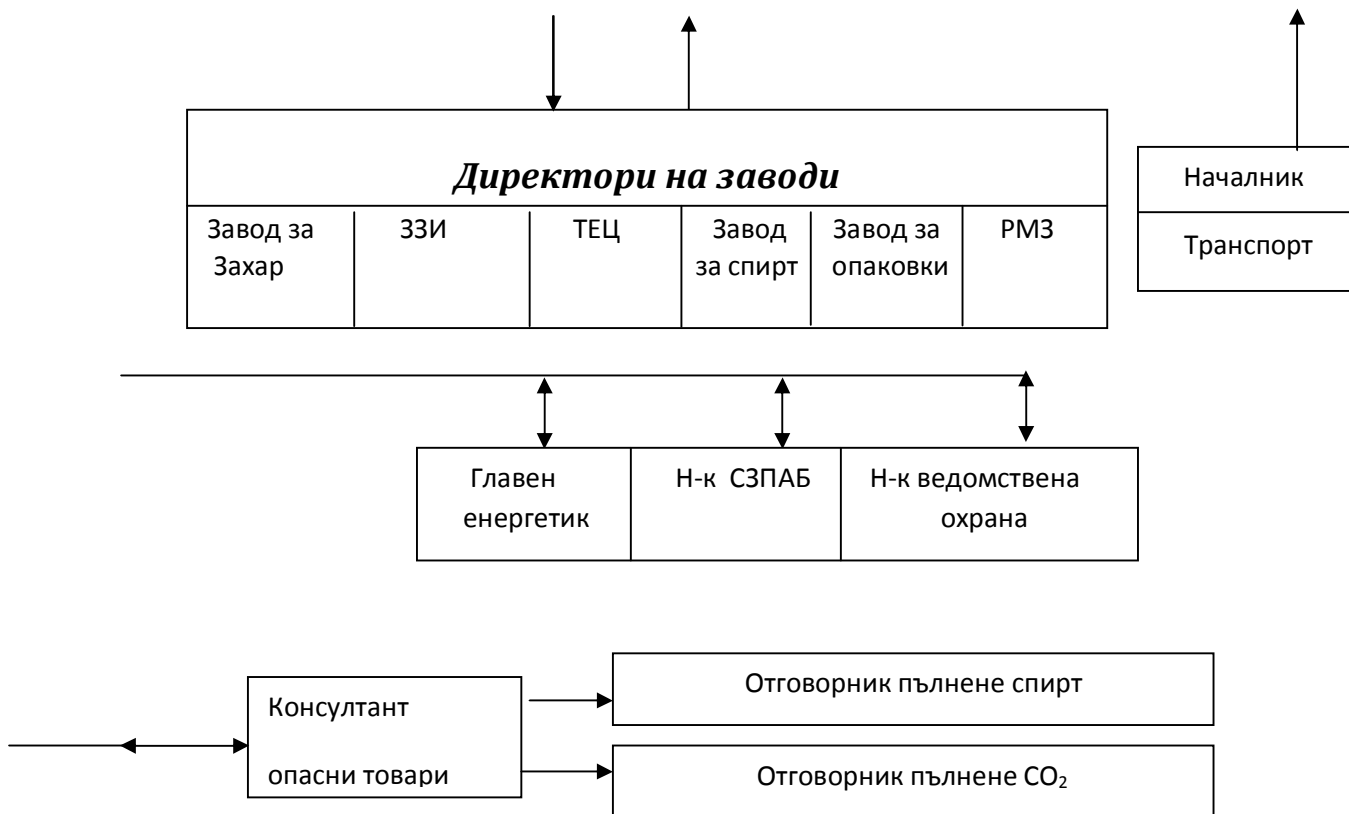 Директори на заводи
Началник
Транспорт
Завод за
Захар
ЗЗИ
ТЕЦ
Завод
за спирт
Завод за
опаковки
РМЗ
Главен
енергетик
Н-к СЗПАБ
Н-к ведомствена
охрана
Консултант
опасни товари
Отговорник пълнене спирт
Отговорник пълнене CO₂